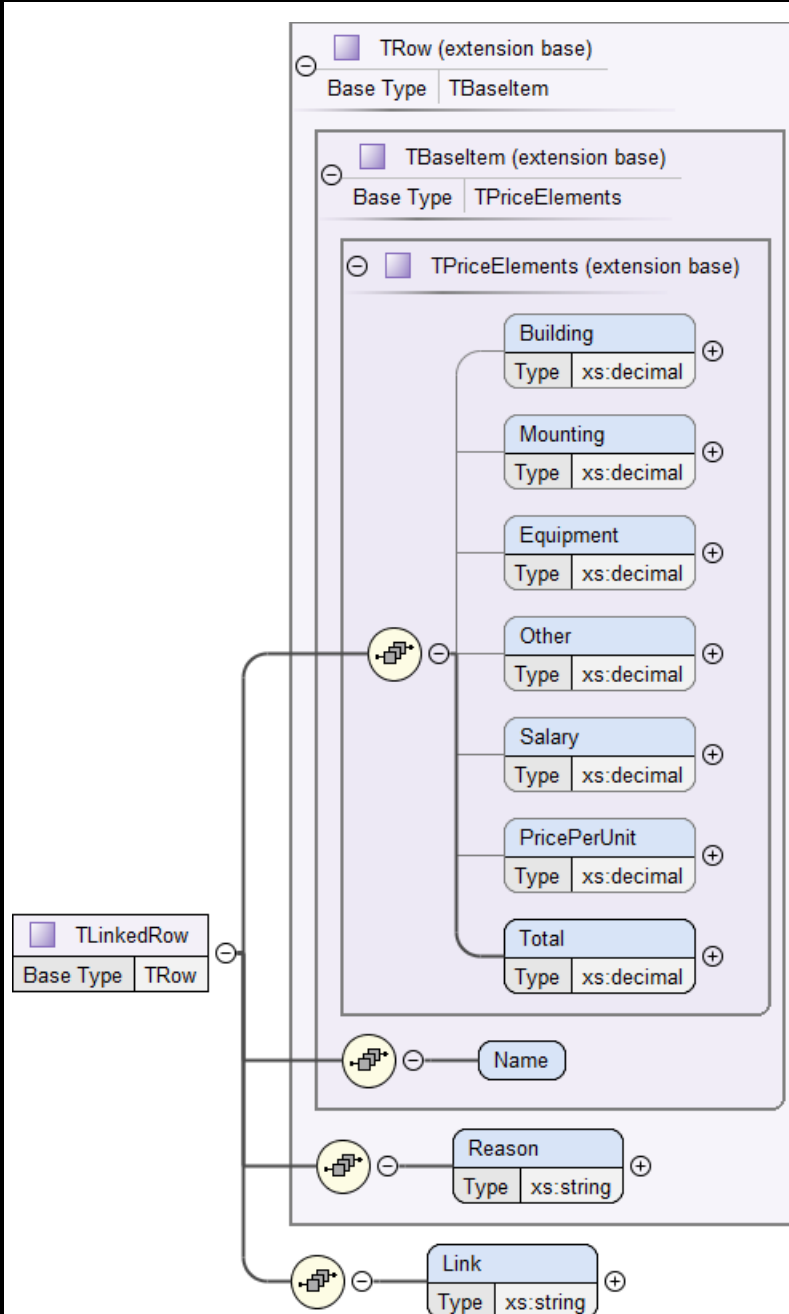 TRow (extension base)
Base Type TBaseItem
TBaseItem (extension base)
Base Type TPriceElements
TPriceElements (extension base)
Building
Type xs:decimal
Mounting
Type xs:decimal
Equipment
Type xs:decimal
Other
Type xs:decimal
Salary
Type xs:decimal
PricePerUnit
Type xs:decimal
Total
Type xs:decimal
TLinkedRow
Base Type TRow
Name
Reason
Type xs:string
Link
Type xs:string